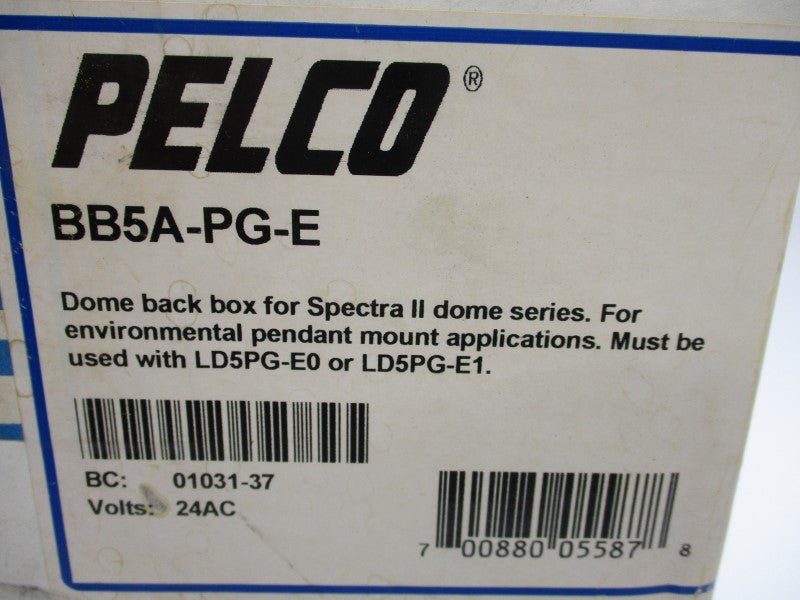 PELCO®
BB5A-PG-E
Dome back box for Spectra II dome series. For
environmental pendant mount applications. Must be
used with LD5PG-E0 or LD5PG-E1.
BC: 01031-37
Volts: 24AC
7 00880 05587 8